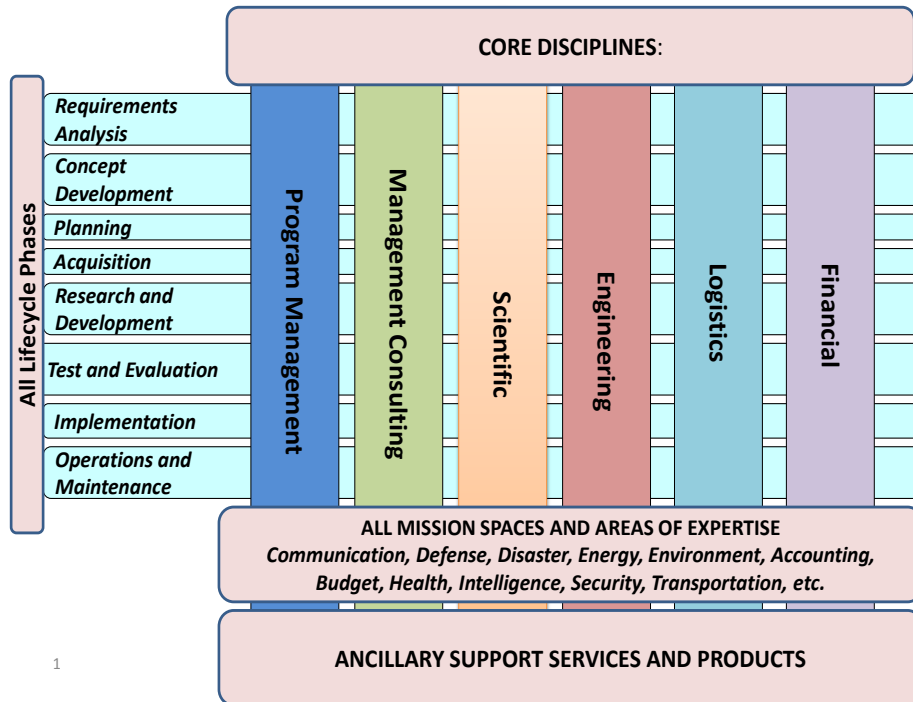 CORE DISCIPLINES:
All Lifecycle Phases
Requirements
Analysis
Concept
Development
Planning
Acquisition
Research and
Development
Test and Evaluation
Implementation
Operations and
Maintenance
Program Management
Management Consulting
Scientific
Engineering
Logistics
Financial
ALL MISSION SPACES AND AREAS OF EXPERTISE
Communication, Defense, Disaster, Energy, Environment, Accounting,
Budget, Health, Intelligence, Security, Transportation, etc.
ANCILLARY SUPPORT SERVICES AND PRODUCTS
1